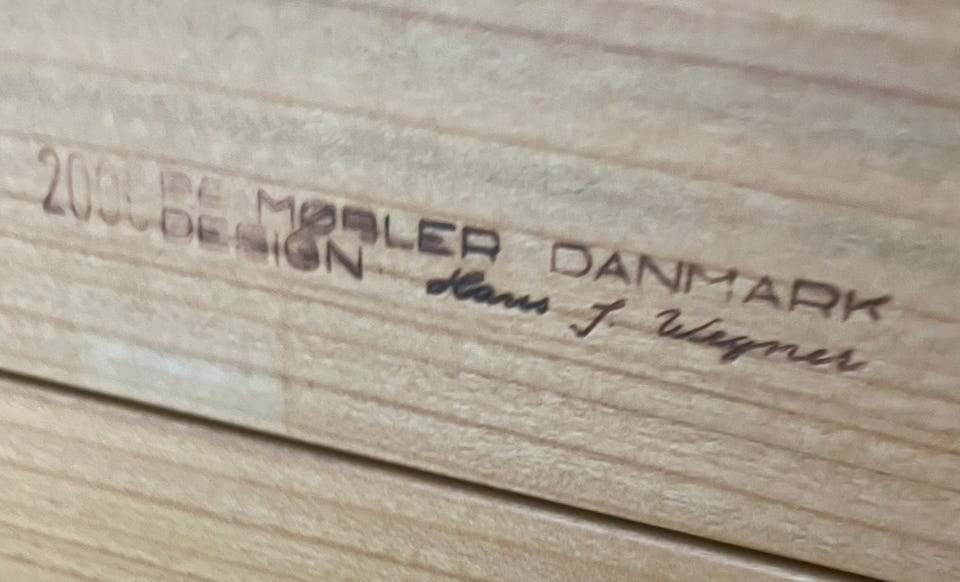 MØBLER DANMARK
DESIGN Hans J. Wegner